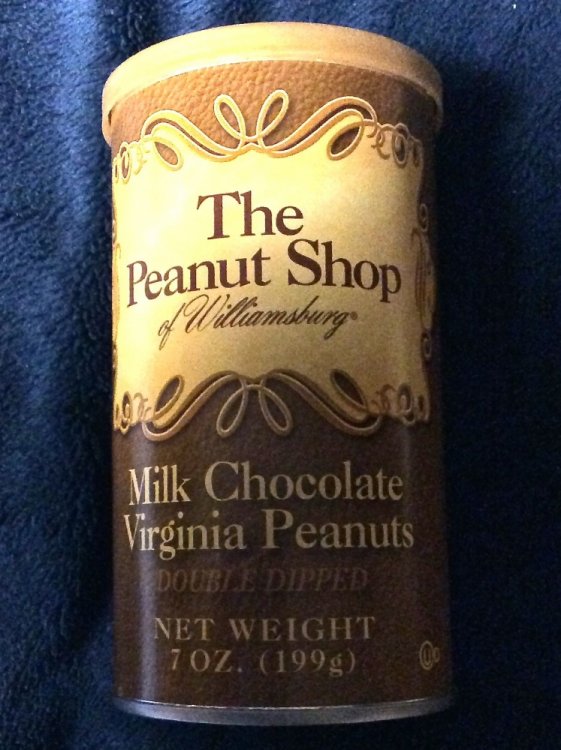 The
Peanut Shop
of Williamsburg®
Milk Chocolate
Virginia Peanuts
DOUBLE DIPPED
NET WEIGHT
7 OZ. (199g)
U D